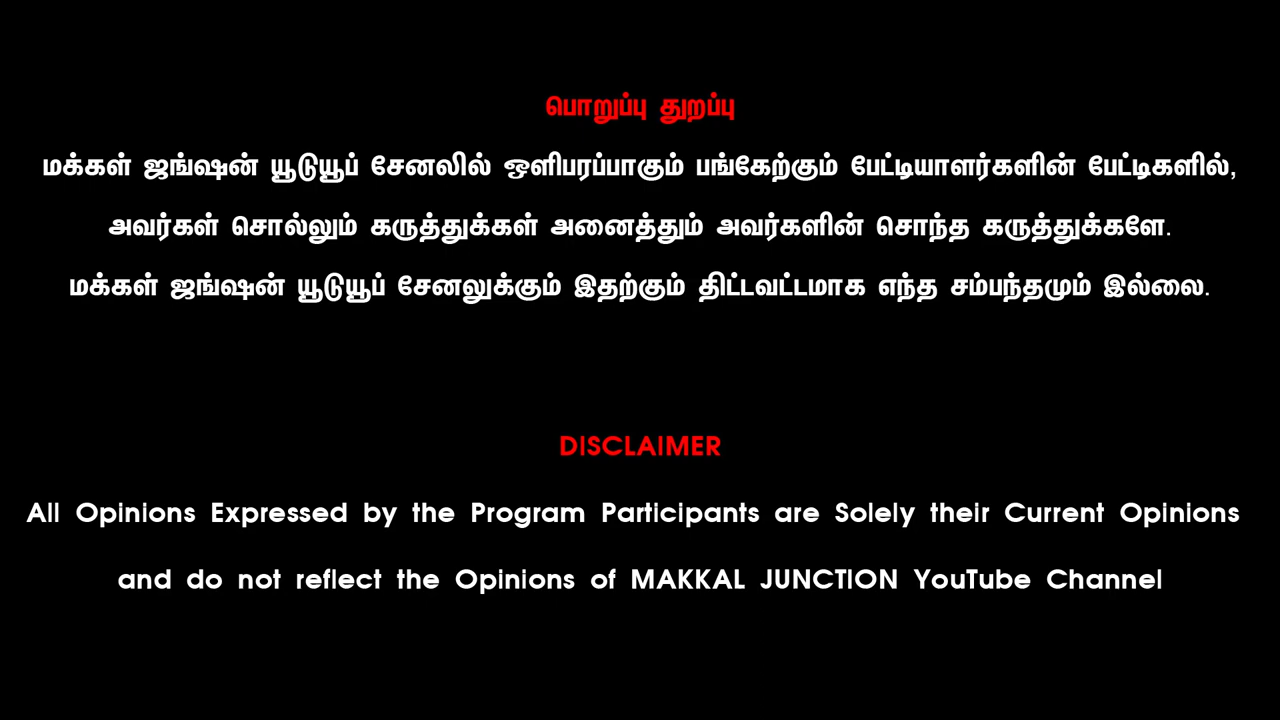 பொறுப்பு துறப்பு
மக்கள் ஜங்ஷன் யூடுயூப் சேனலில் ஒளிபரப்பாகும் பங்கேற்கும் பேட்டியாளர்களின் பேட்டிகளில்,
அவர்கள் சொல்லும் கருத்துக்கள் அனைத்தும் அவர்களின் சொந்த கருத்துக்களே.
மக்கள் ஜங்ஷன் யூடுயூப் சேனலுக்கும் இதற்கும் திட்டவட்டமாக எந்த சம்பந்தமும் இல்லை.
DISCLAIMER
All Opinions Expressed by the Program Participants are Solely their Current Opinions
and do not reflect the Opinions of MAKKAL JUNCTION YouTube Channel